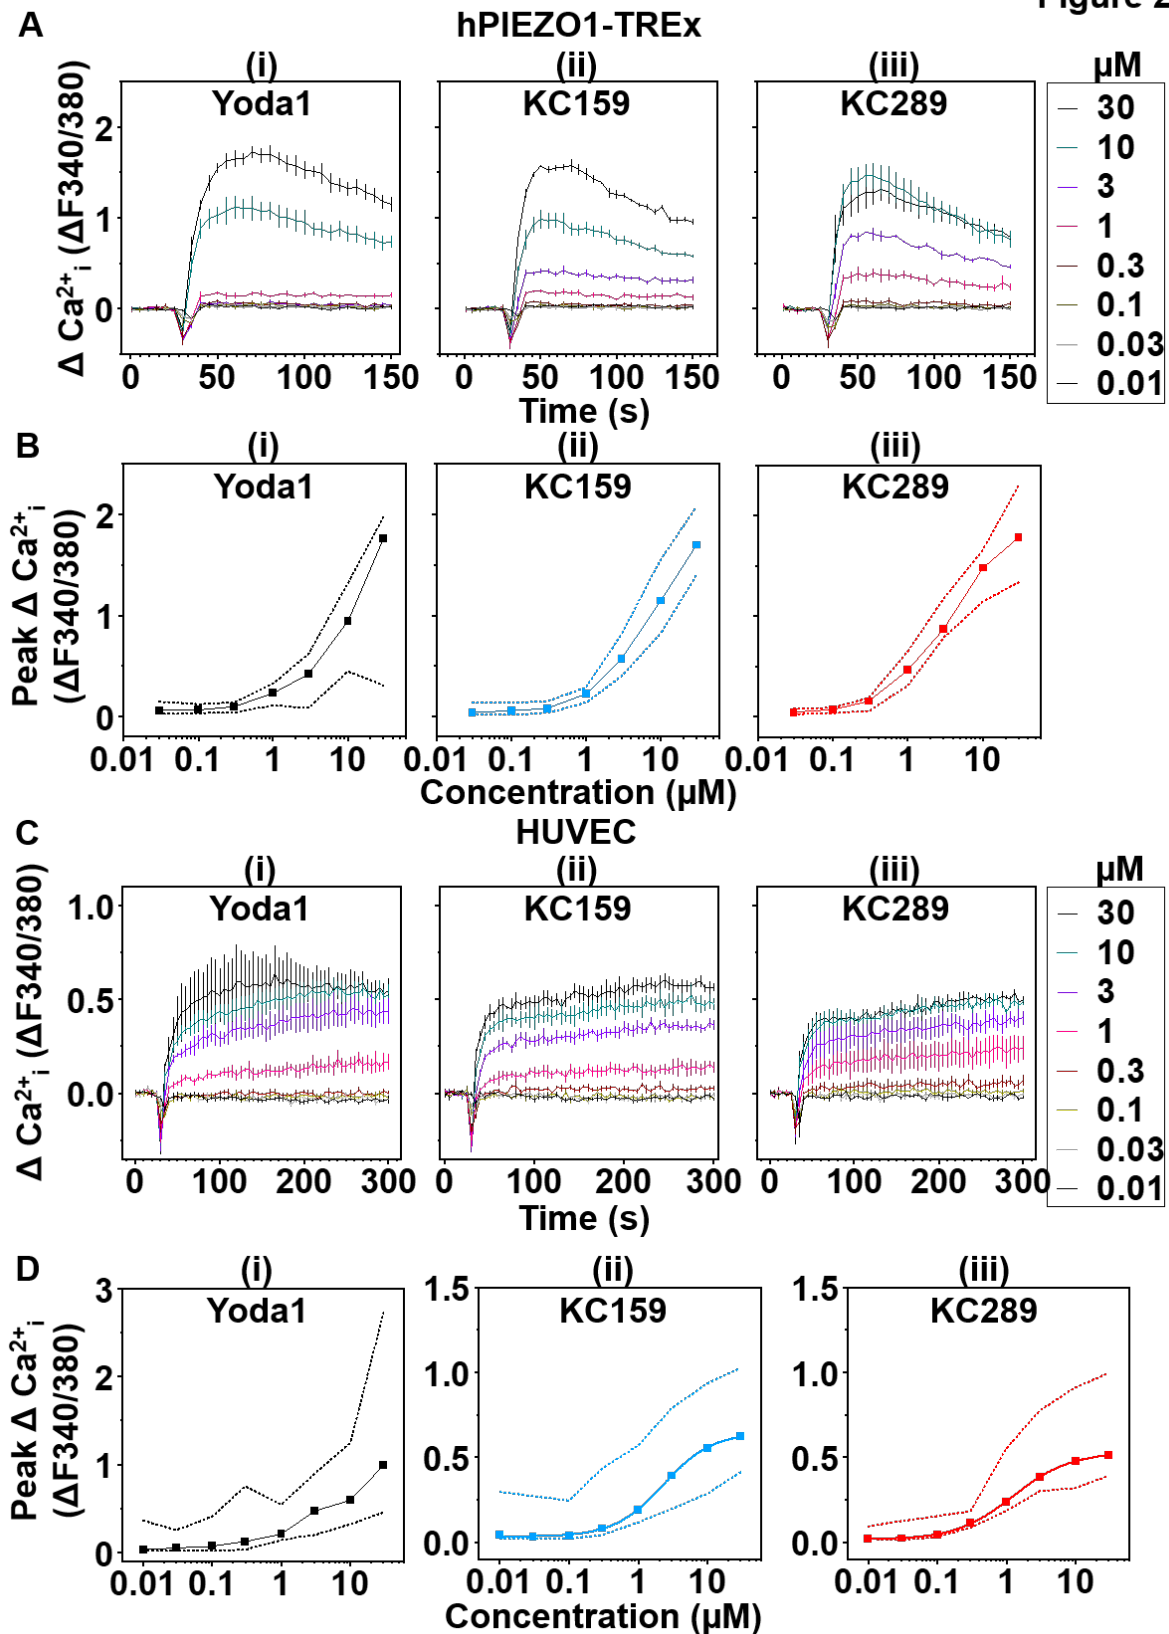 Figure 2
A
hPIEZO1-TREx
(i) (ii) (iii) µM
Yoda1 KC159 KC289
Δ Ca²⁺ᵢ (ΔF340/380)
2
1
0
0 50 100 150
0 50 100 150
0 50 100 150
Time (s)
30
10
3
1
0.3
0.1
0.03
0.01
B
(i) (ii) (iii)
Yoda1 KC159 KC289
Peak Δ Ca²⁺ᵢ
(ΔF340/380)
2
1
0
0.01 0.1 1 10
0.01 0.1 1 10
0.01 0.1 1 10
Concentration (µM)
C
HUVEC
(i) (ii) (iii) µM
Yoda1 KC159 KC289
Δ Ca²⁺ᵢ (ΔF340/380)
1.0
0.5
0.0
0 100 200 300
0 100 200 300
0 100 200 300
Time (s)
30
10
3
1
0.3
0.1
0.03
0.01
D
(i) (ii) (iii)
Yoda1 KC159 KC289
Peak Δ Ca²⁺ᵢ
(ΔF340/380)
3
2
1
0
0.01 0.1 1 10
1.5
1.0
0.5
0.0
0.01 0.1 1 10
1.5
1.0
0.5
0.0
0.01 0.1 1 10
Concentration (µM)